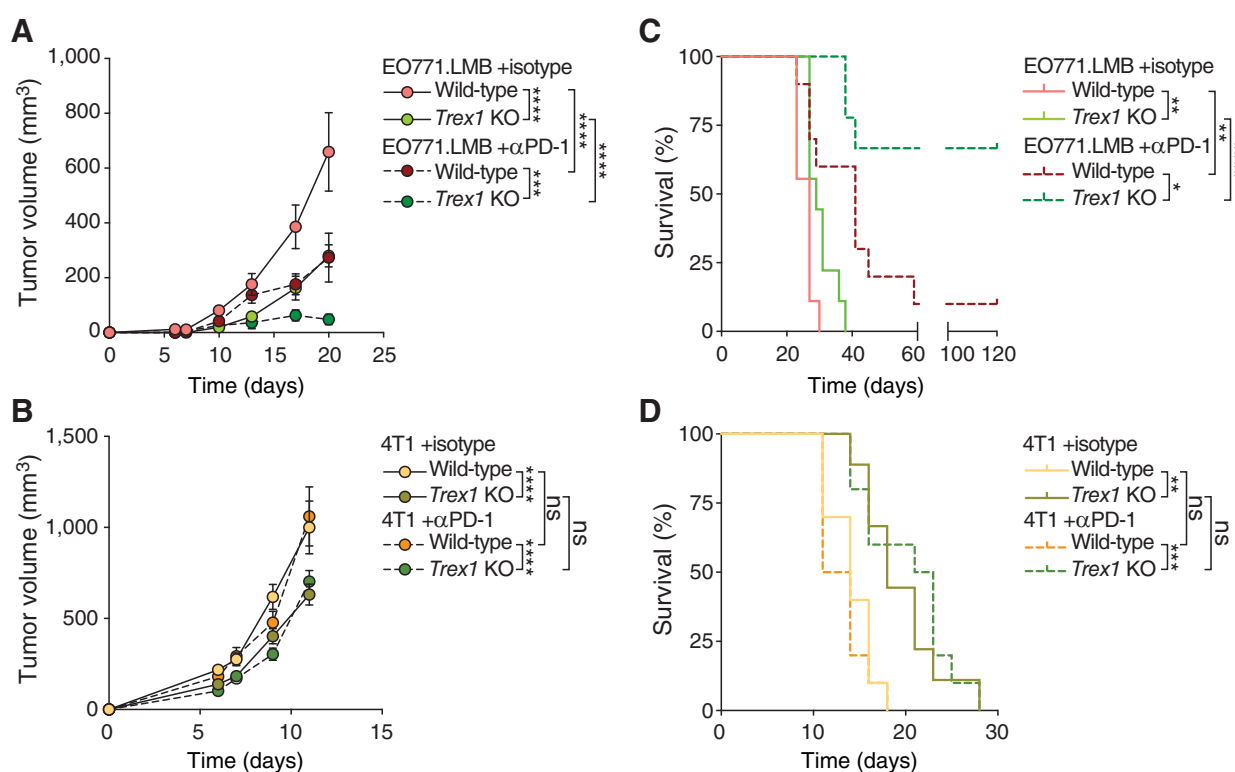 A
Tumor volume (mm³)
1,000
800
600
400
200
0
0 5 10 15 20 25
Time (days)
EO771.LMB +isotype
Wild-type
Trex1 KO
****
EO771.LMB +αPD-1
Wild-type
Trex1 KO
***
****
****
C
Survival (%)
100
75
50
25
0
0 20 40 60 100 120
Time (days)
EO771.LMB +isotype
Wild-type
Trex1 KO
**
EO771.LMB +αPD-1
Wild-type
Trex1 KO
*
**
B
Tumor volume (mm³)
1,500
1,000
500
0
0 5 10 15
Time (days)
4T1 +isotype
Wild-type
Trex1 KO
****
4T1 +αPD-1
Wild-type
Trex1 KO
****
ns
ns
D
Survival (%)
100
75
50
25
0
0 10 20 30
Time (days)
4T1 +isotype
Wild-type
Trex1 KO
**
4T1 +αPD-1
Wild-type
Trex1 KO
***
ns
ns